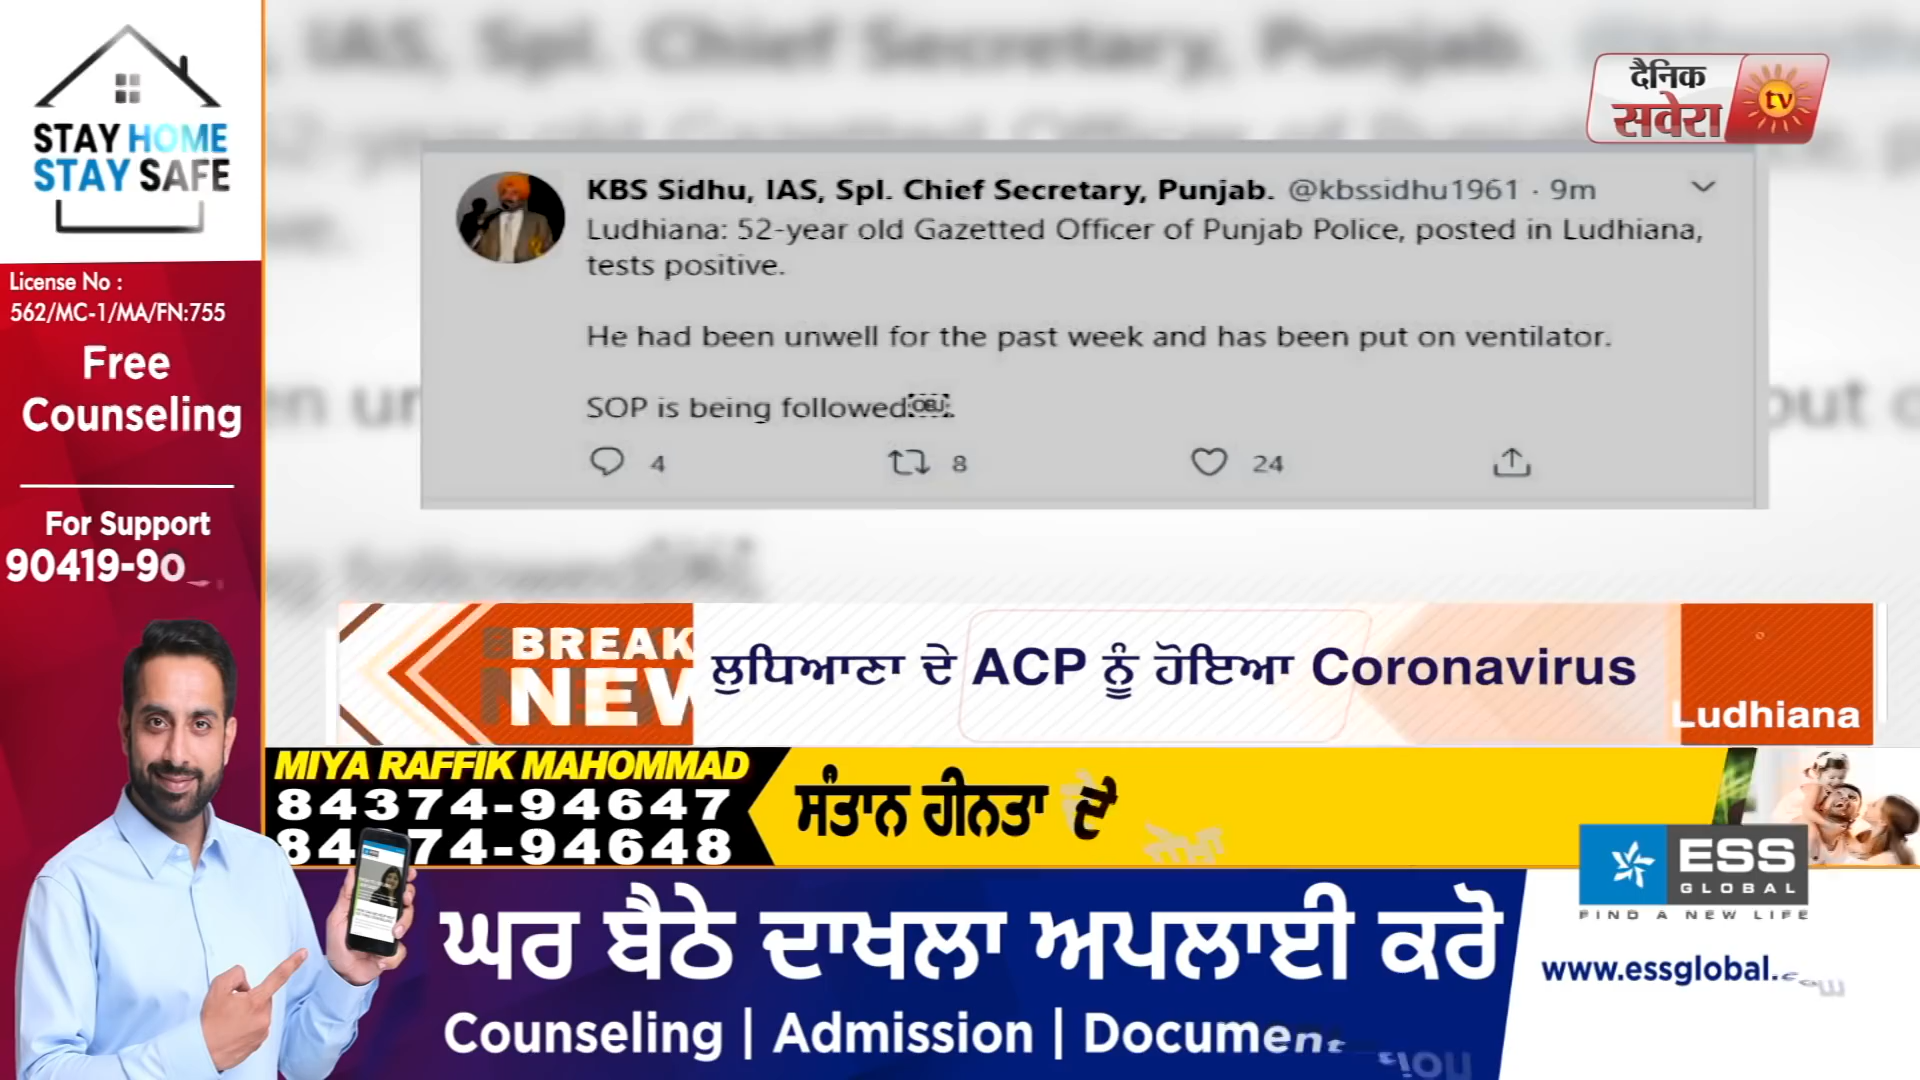 STAY HOME
STAY SAFE
License No :
562/MC-1/MA/FN:755
Free
Counseling
For Support
90419-90
दैनिक
सवेरा
tv
KBS Sidhu, IAS, Spl. Chief Secretary, Punjab. @kbssidhu1961 · 9m
Ludhiana: 52-year old Gazetted Officer of Punjab Police, posted in Ludhiana,
tests positive.
He had been unwell for the past week and has been put on ventilator.
SOP is being followed.
4 8 24
BREAK
NEW
ਲੁਧਿਆਣਾ ਦੇ ACP ਨੂੰ ਹੋਇਆ Coronavirus
Ludhiana
MIYA RAFFIK MAHOMMAD
84374-94647
84374-94648
ਸੰਤਾਨ ਹੀਨਤਾ ਦੇ
ਘਰ ਬੈਠੇ ਦਾਖਲਾ ਅਪਲਾਈ ਕਰੋ
Counseling | Admission | Document
ESS
GLOBAL
FIND A NEW LIFE
www.essglobal.com